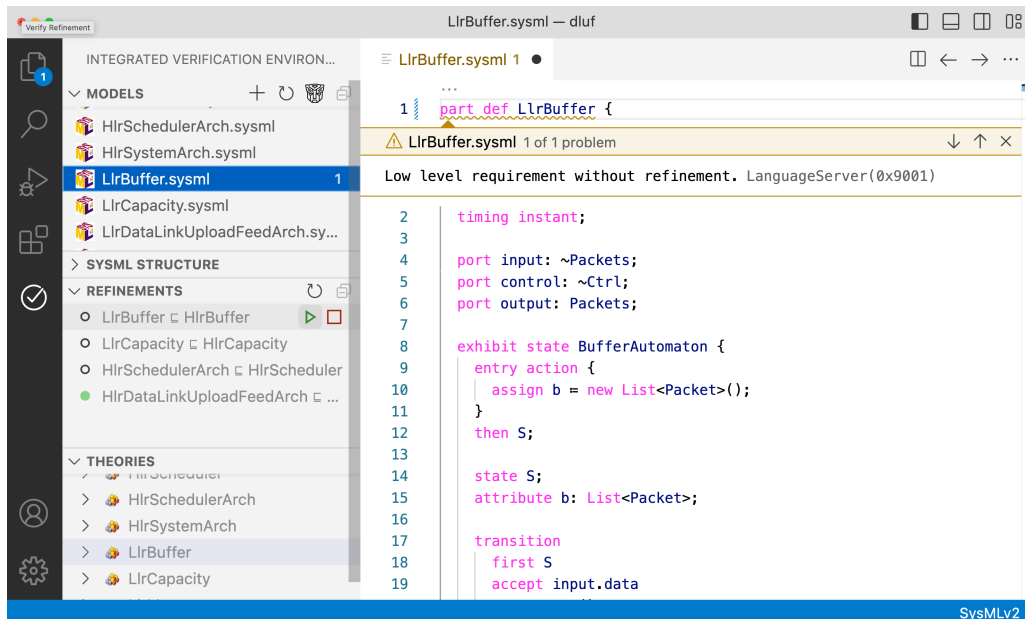 LlrBuffer.sysml — dluf
Verify Refinement
INTEGRATED VERIFICATION ENVIRON...
MODELS
HlrSchedulerArch.sysml
HlrSystemArch.sysml
LlrBuffer.sysml 1
LlrCapacity.sysml
LlrDataLinkUploadFeedArch.sy...
SYSML STRUCTURE
REFINEMENTS
LlrBuffer ⊑ HlrBuffer
LlrCapacity ⊑ HlrCapacity
HlrSchedulerArch ⊑ HlrScheduler
HlrDataLinkUploadFeedArch ⊑ ...
THEORIES
HlrScheduler
HlrSchedulerArch
HlrSystemArch
LlrBuffer
LlrCapacity
1
LlrBuffer.sysml 1
...
1 part def LlrBuffer {
LlrBuffer.sysml 1 of 1 problem
Low level requirement without refinement. LanguageServer(0x9001)
2 timing instant;
3
4 port input: ~Packets;
5 port control: ~Ctrl;
6 port output: Packets;
7
8 exhibit state BufferAutomaton {
9 entry action {
10 assign b ≔ new List<Packet>();
11 }
12 then S;
13
14 state S;
15 attribute b: List<Packet>;
16
17 transition
18 first S
19 accept input.data
SysMLv2